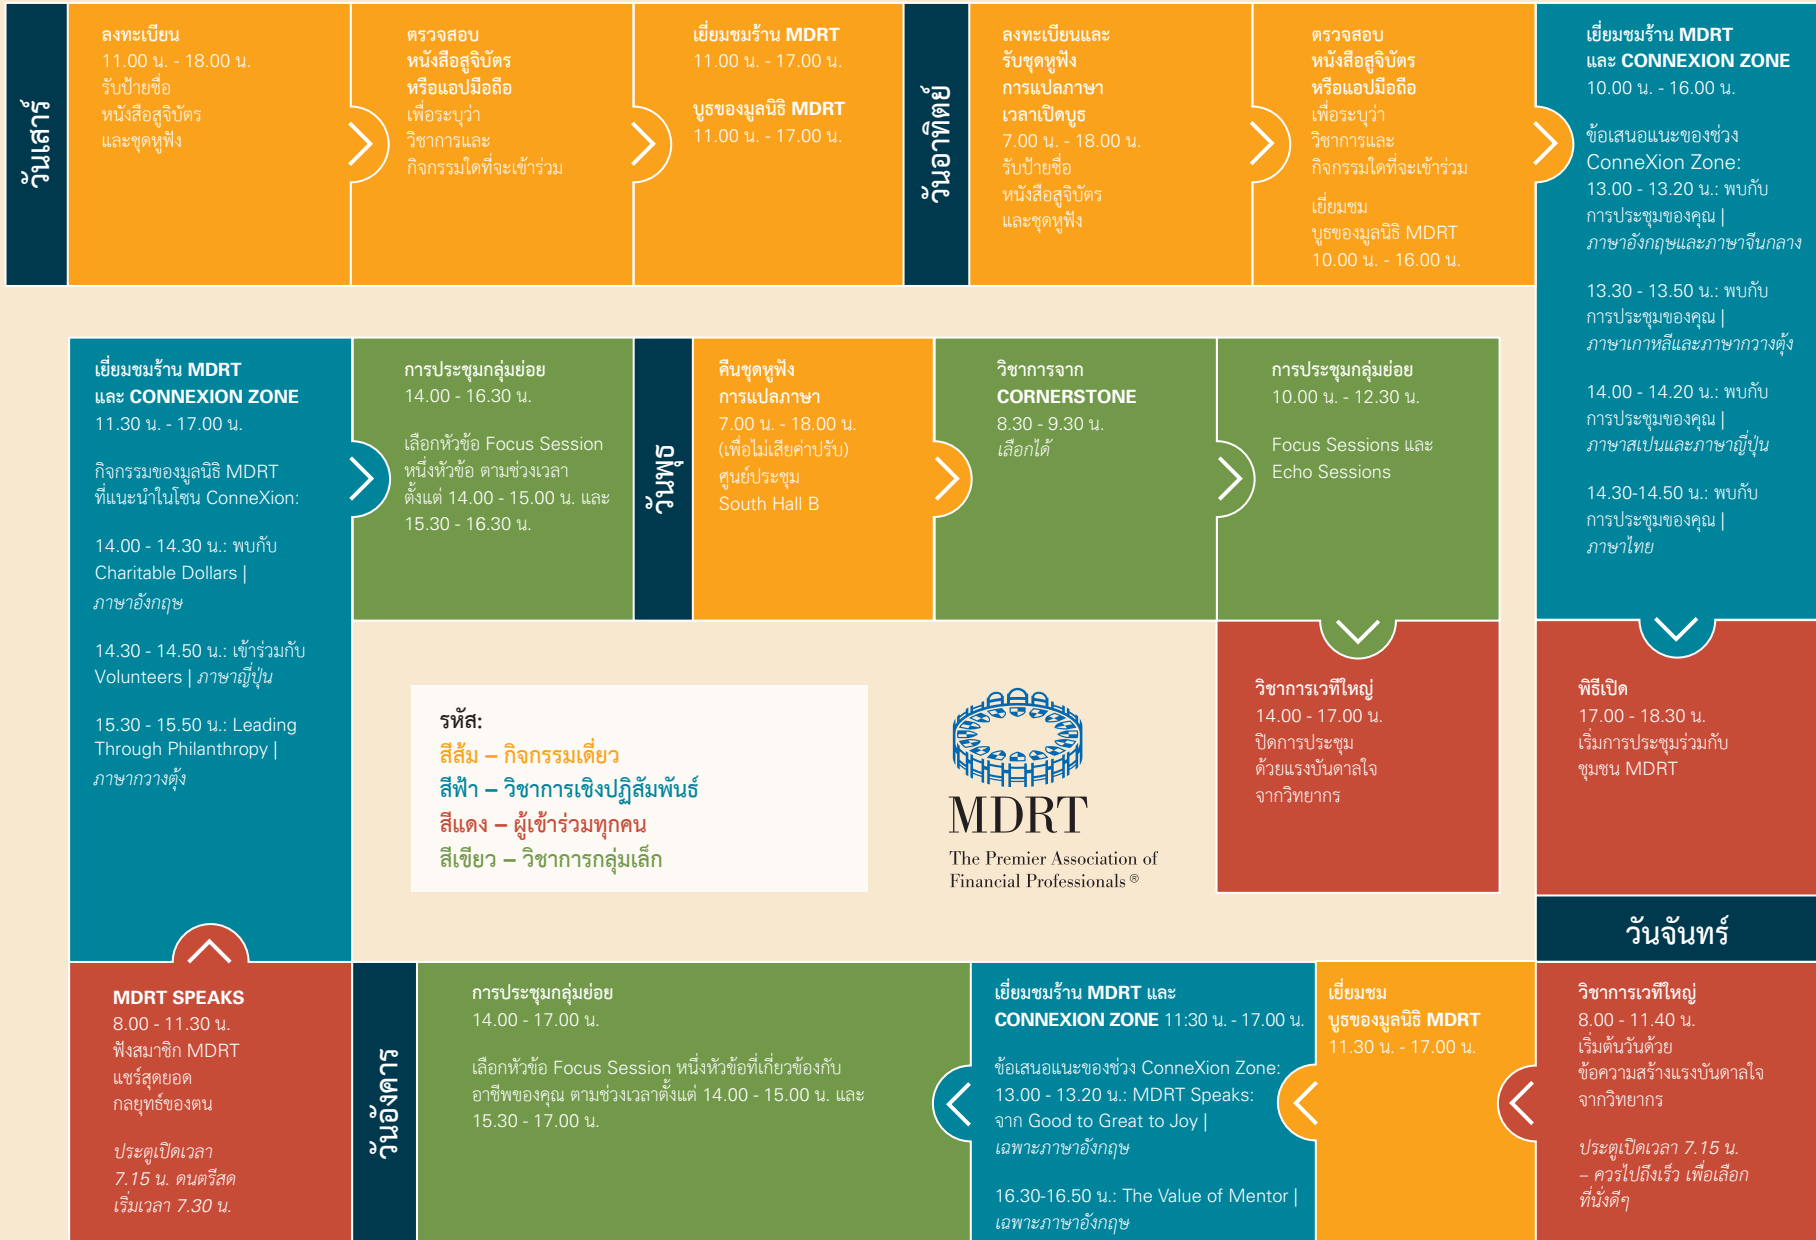 วันเสาร์
ลงทะเบียน
11.00 น. - 18.00 น.
รับป้ายชื่อ
หนังสือสูจิบัตร
และชุดหูฟัง
ตรวจสอบ
หนังสือสูจิบัตร
หรือแอปมือถือ
เพื่อระบุว่า
วิชาการและ
กิจกรรมใดที่จะเข้าร่วม
เยี่ยมชมร้าน MDRT
11.00 น. - 17.00 น.
บูธของมูลนิธิ MDRT
11.00 น. - 17.00 น.
วันอาทิตย์
ลงทะเบียนและ
รับชุดหูฟัง
การแปลภาษา
เวลาเปิดบูธ
7.00 น. - 18.00 น.
รับป้ายชื่อ
หนังสือสูจิบัตร
และชุดหูฟัง
ตรวจสอบ
หนังสือสูจิบัตร
หรือแอปมือถือ
เพื่อระบุว่า
วิชาการและ
กิจกรรมใดที่จะเข้าร่วม
เยี่ยมชม
บูธของมูลนิธิ MDRT
10.00 น. - 16.00 น.
เยี่ยมชมร้าน MDRT
และ CONNEXION ZONE
10.00 น. - 16.00 น.
ข้อเสนอแนะของช่วง
ConneXion Zone:
13.00 - 13.20 น.: พบกับ
การประชุมของคุณ |
ภาษาอังกฤษและภาษาจีนกลาง
13.30 - 13.50 น.: พบกับ
การประชุมของคุณ |
ภาษาเกาหลีและภาษากวางตุ้ง
14.00 - 14.20 น.: พบกับ
การประชุมของคุณ |
ภาษาสเปนและภาษาญี่ปุ่น
14.30-14.50 น.: พบกับ
การประชุมของคุณ |
ภาษาไทย
พิธีเปิด
17.00 - 18.30 น.
เริ่มการประชุมร่วมกับ
ชุมชน MDRT
วันจันทร์
วิชาการเวทีใหญ่
8.00 - 11.40 น.
เริ่มต้นวันด้วย
ข้อความสร้างแรงบันดาลใจ
จากวิทยากร
ประตูเปิดเวลา 7.15 น.
– ควรไปถึงเร็ว เพื่อเลือก
ที่นั่งดีๆ
เยี่ยมชม
บูธของมูลนิธิ MDRT
11.30 น. - 17.00 น.
เยี่ยมชมร้าน MDRT และ
CONNEXION ZONE 11:30 น. - 17.00 น.
ข้อเสนอแนะของช่วง ConneXion Zone:
13.00 - 13.20 น.: MDRT Speaks:
จาก Good to Great to Joy |
เฉพาะภาษาอังกฤษ
16.30-16.50 น.: The Value of Mentor |
เฉพาะภาษาอังกฤษ
การประชุมกลุ่มย่อย
14.00 - 17.00 น.
เลือกหัวข้อ Focus Session หนึ่งหัวข้อที่เกี่ยวข้องกับ
อาชีพของคุณ ตามช่วงเวลาตั้งแต่ 14.00 - 15.00 น. และ
15.30 - 17.00 น.
วันอังคาร
MDRT SPEAKS
8.00 - 11.30 น.
ฟังสมาชิก MDRT
แชร์สุดยอด
กลยุทธ์ของตน
ประตูเปิดเวลา
7.15 น. ดนตรีสด
เริ่มเวลา 7.30 น.
เยี่ยมชมร้าน MDRT
และ CONNEXION ZONE
11.30 น. - 17.00 น.
กิจกรรมของมูลนิธิ MDRT
ที่แนะนำในโซน ConneXion:
14.00 - 14.30 น.: พบกับ
Charitable Dollars |
ภาษาอังกฤษ
14.30 - 14.50 น.: เข้าร่วมกับ
Volunteers | ภาษาญี่ปุ่น
15.30 - 15.50 น.: Leading
Through Philanthropy |
ภาษากวางตุ้ง
การประชุมกลุ่มย่อย
14.00 - 16.30 น.
เลือกหัวข้อ Focus Session
หนึ่งหัวข้อ ตามช่วงเวลา
ตั้งแต่ 14.00 - 15.00 น. และ
15.30 - 16.30 น.
วันพุธ
คืนชุดหูฟัง
การแปลภาษา
7.00 น. - 18.00 น.
(เพื่อไม่เสียค่าปรับ)
ศูนย์ประชุม
South Hall B
วิชาการจาก
CORNERSTONE
8.30 - 9.30 น.
เลือกได้
การประชุมกลุ่มย่อย
10.00 น. - 12.30 น.
Focus Sessions และ
Echo Sessions
วิชาการเวทีใหญ่
14.00 - 17.00 น.
ปิดการประชุม
ด้วยแรงบันดาลใจ
จากวิทยากร
รหัส:
สีส้ม – กิจกรรมเดี่ยว
สีฟ้า – วิชาการเชิงปฏิสัมพันธ์
สีแดง – ผู้เข้าร่วมทุกคน
สีเขียว – วิชาการกลุ่มเล็ก
MDRT
The Premier Association of
Financial Professionals ®